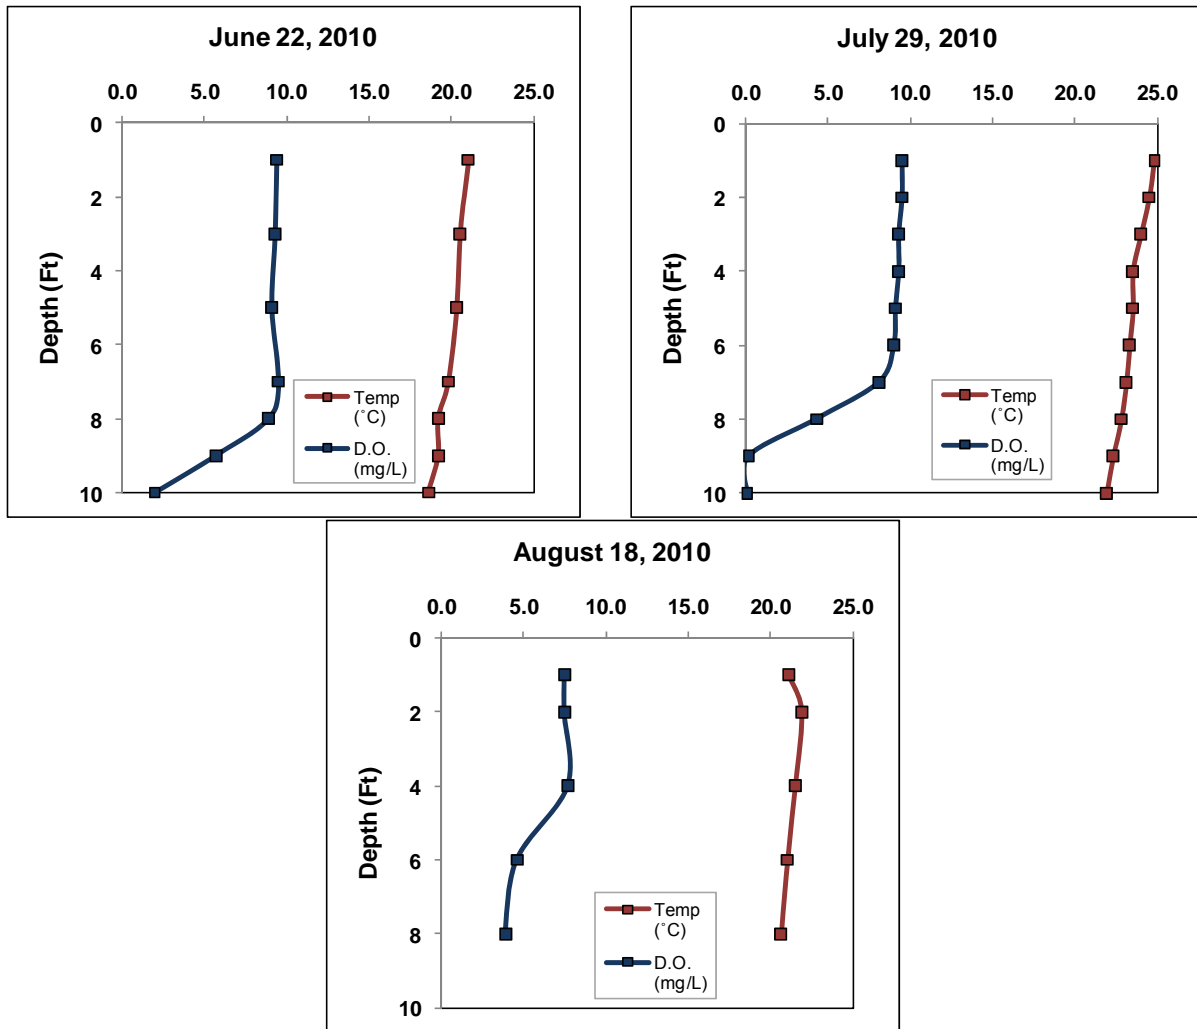 June 22, 2010
0.0 5.0 10.0 15.0 20.0 25.0
0
2
4
6
8
10
Depth (Ft)
Temp
(˚C)
D.O.
(mg/L)
July 29, 2010
0.0 5.0 10.0 15.0 20.0 25.0
0
2
4
6
8
10
Depth (Ft)
Temp
(˚C)
D.O.
(mg/L)
August 18, 2010
0.0 5.0 10.0 15.0 20.0 25.0
0
2
4
6
8
10
Depth (Ft)
Temp
(˚C)
D.O.
(mg/L)